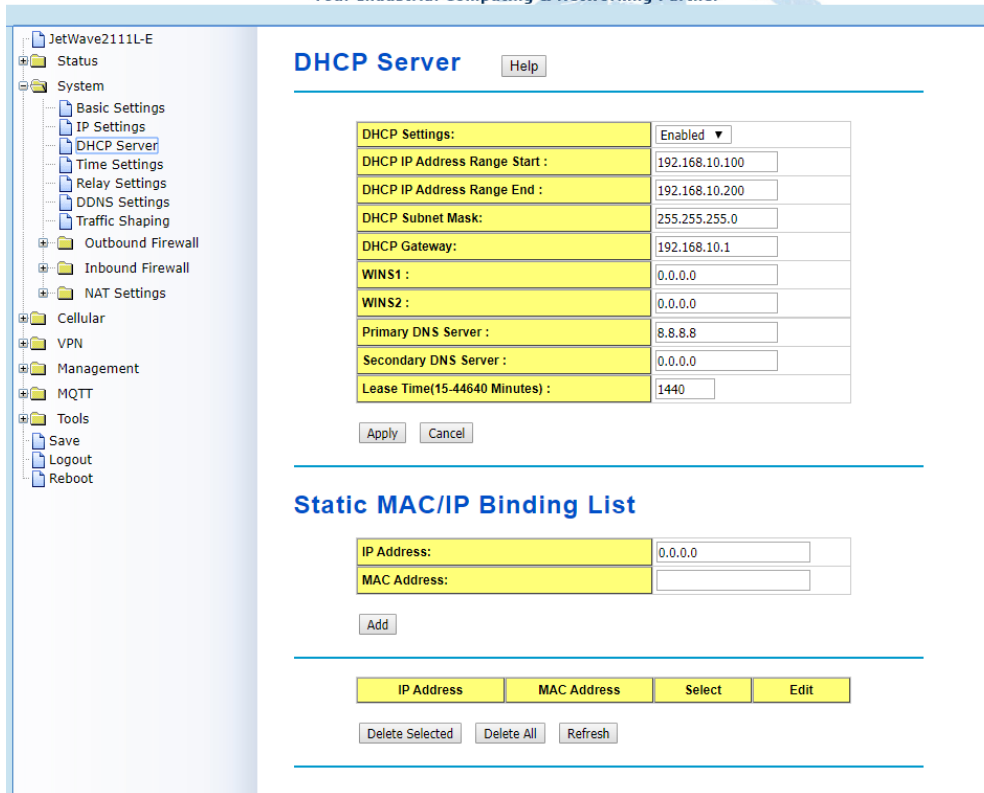 Your Industrial Computing & Networking Partner
JetWave2111L-E
Status
System
Basic Settings
IP Settings
DHCP Server
Time Settings
Relay Settings
DDNS Settings
Traffic Shaping
Outbound Firewall
Inbound Firewall
NAT Settings
Cellular
VPN
Management
MQTT
Tools
Save
Logout
Reboot
DHCP Server Help
DHCP Settings: Enabled
DHCP IP Address Range Start : 192.168.10.100
DHCP IP Address Range End : 192.168.10.200
DHCP Subnet Mask: 255.255.255.0
DHCP Gateway: 192.168.10.1
WINS1 : 0.0.0.0
WINS2 : 0.0.0.0
Primary DNS Server : 8.8.8.8
Secondary DNS Server : 0.0.0.0
Lease Time(15-44640 Minutes) : 1440
Apply Cancel
Static MAC/IP Binding List
IP Address: 0.0.0.0
MAC Address:
Add
IP Address MAC Address Select Edit
Delete Selected Delete All Refresh